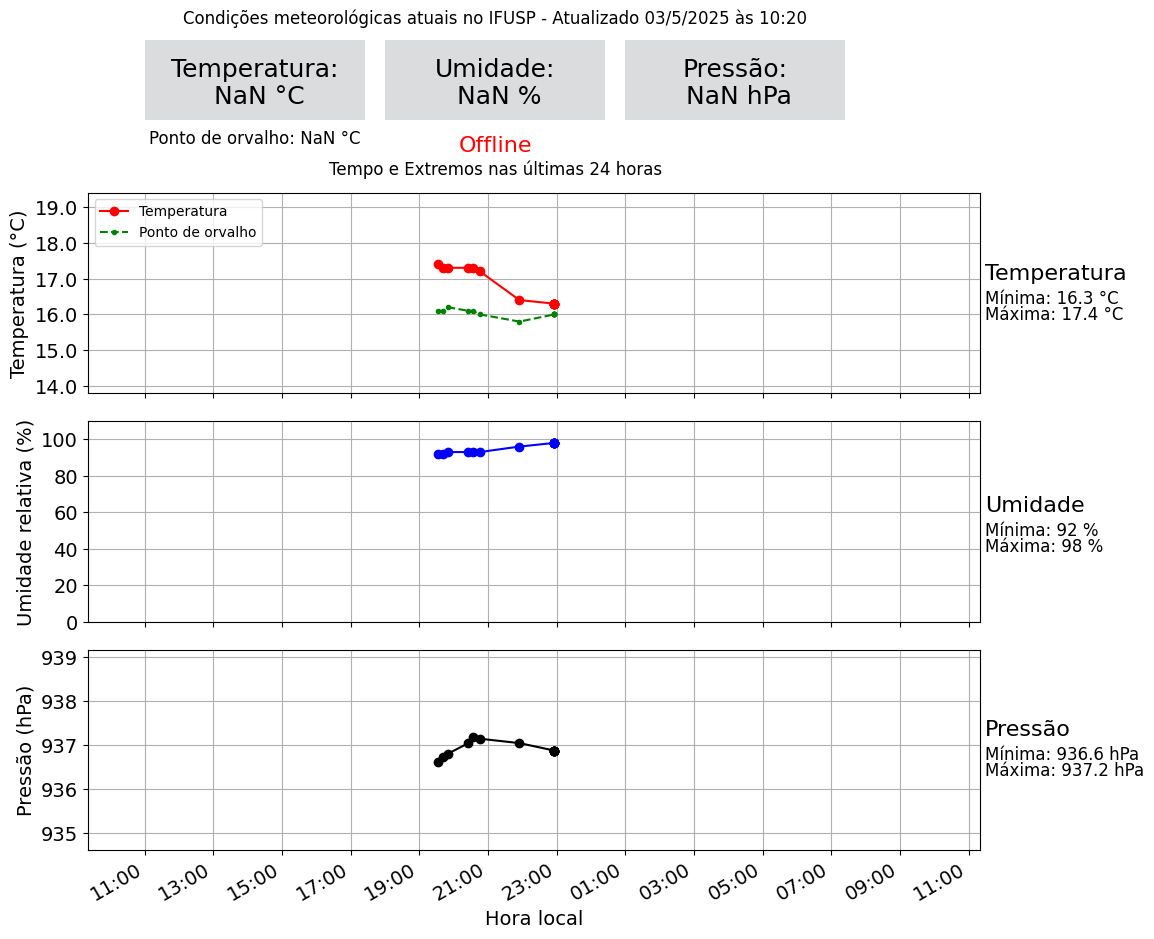 Condições meteorológicas atuais no IFUSP - Atualizado 03/5/2025 às 10:20
Temperatura:
NaN °C
Umidade:
NaN %
Pressão:
NaN hPa
Ponto de orvalho: NaN °C
Offline
Tempo e Extremos nas últimas 24 horas
Temperatura (°C)
19.0
18.0
17.0
16.0
15.0
14.0
Temperatura
Ponto de orvalho
Temperatura
Mínima: 16.3 °C
Máxima: 17.4 °C
Umidade relativa (%)
100
80
60
40
20
0
Umidade
Mínima: 92 %
Máxima: 98 %
Pressão (hPa)
939
938
937
936
935
Pressão
Mínima: 936.6 hPa
Máxima: 937.2 hPa
11:00 13:00 15:00 17:00 19:00 21:00 23:00 01:00 03:00 05:00 07:00 09:00 11:00
Hora local